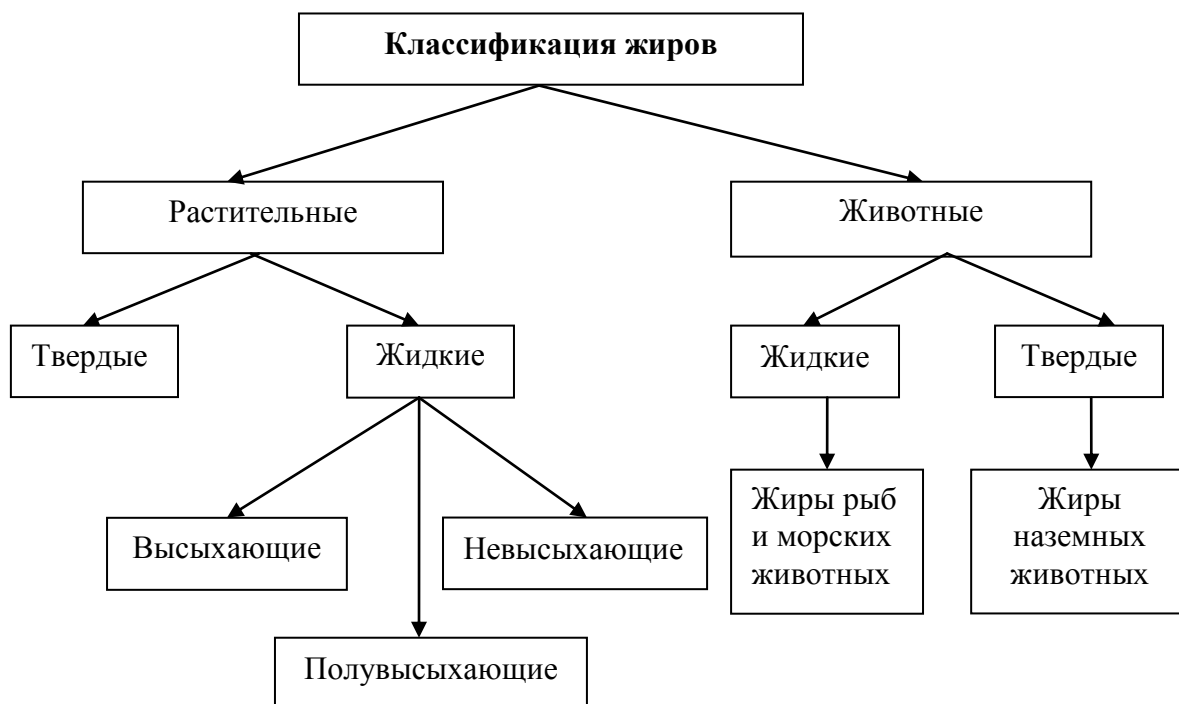 Классификация жиров
Растительные
Животные
Твердые
Жидкие
Жидкие
Твердые
Высыхающие
Невысыхающие
Полувысыхающие
Жиры рыб
и морских
животных
Жиры
наземных
животных